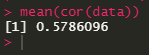 > mean(cor(data))
[1] 0.5786096
>